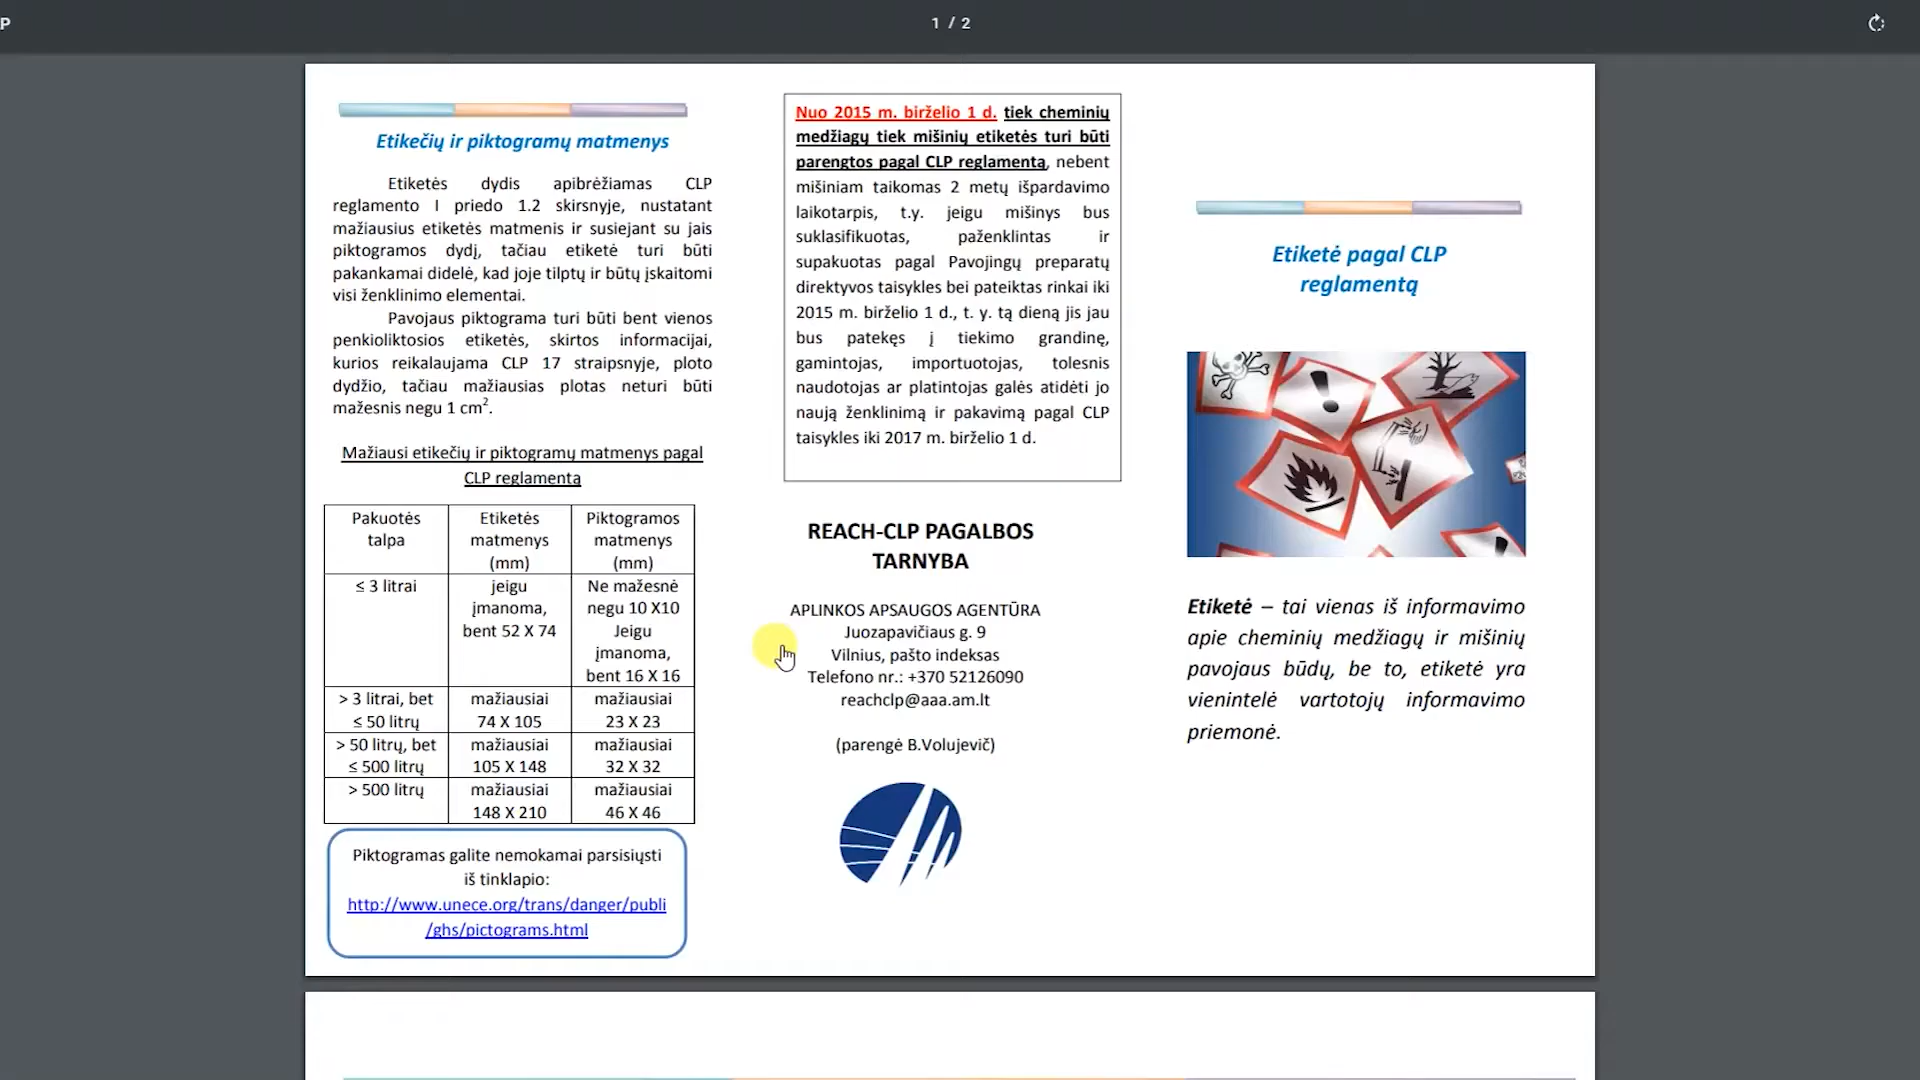 P
1 / 2
Etikečių ir piktogramų matmenys
Etiketės dydis apibrėžiamas CLP
reglamento I priedo 1.2 skirsnyje, nustatant
mažiausius etiketės matmenis ir susiejant su jais
piktogramos dydį, tačiau etiketė turi būti
pakankamai didelė, kad joje tilptų ir būtų įskaitomi
visi ženklinimo elementai.
Pavojaus piktograma turi būti bent vienos
penkioliktosios etiketės, skirtos informacijai,
kurios reikalaujama CLP 17 straipsnyje, ploto
dydžio, tačiau mažiausias plotas neturi būti
mažesnis negu 1 cm².
Mažiausi etikečių ir piktogramų matmenys pagal
CLP reglamentą
Pakuotės talpa | Etiketės matmenys (mm) | Piktogramos matmenys (mm)
≤ 3 litrai | jeigu įmanoma, bent 52 X 74 | Ne mažesnė negu 10 X10 Jeigu įmanoma, bent 16 X 16
> 3 litrai, bet ≤ 50 litrų | mažiausiai 74 X 105 | mažiausiai 23 X 23
> 50 litrų, bet ≤ 500 litrų | mažiausiai 105 X 148 | mažiausiai 32 X 32
> 500 litrų | mažiausiai 148 X 210 | mažiausiai 46 X 46
Piktogramas galite nemokamai parsisiųsti
iš tinklapio:
http://www.unece.org/trans/danger/publi
/ghs/pictograms.html
Nuo 2015 m. birželio 1 d. tiek cheminių
medžiagų tiek mišinių etiketės turi būti
parengtos pagal CLP reglamentą, nebent
mišiniam taikomas 2 metų išpardavimo
laikotarpis, t.y. jeigu mišinys bus
suklasifikuotas, paženklintas ir
supakuotas pagal Pavojingų preparatų
direktyvos taisykles bei pateiktas rinkai iki
2015 m. birželio 1 d., t. y. tą dieną jis jau
bus patekęs į tiekimo grandinę,
gamintojas, importuotojas, tolesnis
naudotojas ar platintojas galės atidėti jo
naują ženklinimą ir pakavimą pagal CLP
taisykles iki 2017 m. birželio 1 d.
REACH-CLP PAGALBOS
TARNYBA
APLINKOS APSAUGOS AGENTŪRA
Juozapavičiaus g. 9
Vilnius, pašto indeksas
Telefono nr.: +370 52126090
reachclp@aaa.am.lt
(parengė B.Volujevič)
Etiketė pagal CLP
reglamentą
Etiketė – tai vienas iš informavimo
apie cheminių medžiagų ir mišinių
pavojaus būdų, be to, etiketė yra
vienintelė vartotojų informavimo
priemonė.